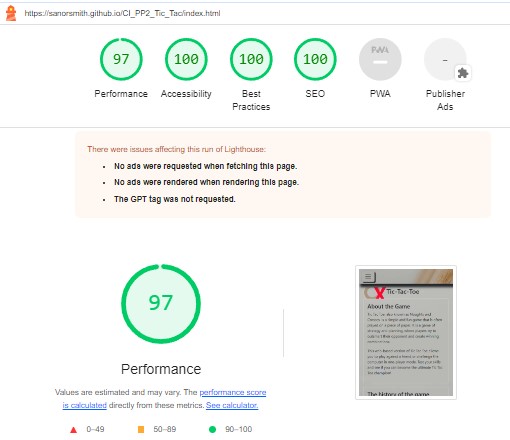 https://sanorsmith.github.io/CI_PP2_Tic_Tac/index.html
97 100 100 100 PWA -
Performance Accessibility Best Practices SEO PWA Publisher Ads
There were issues affecting this run of Lighthouse:
• No ads were requested when fetching this page.
• No ads were rendered when rendering this page.
• The GPT tag was not requested.
97
Performance
Values are estimated and may vary. The performance score
is calculated directly from these metrics. See calculator.
0–49 50–89 90–100
Tic-Tac-Toe
About the Game
The history of the game